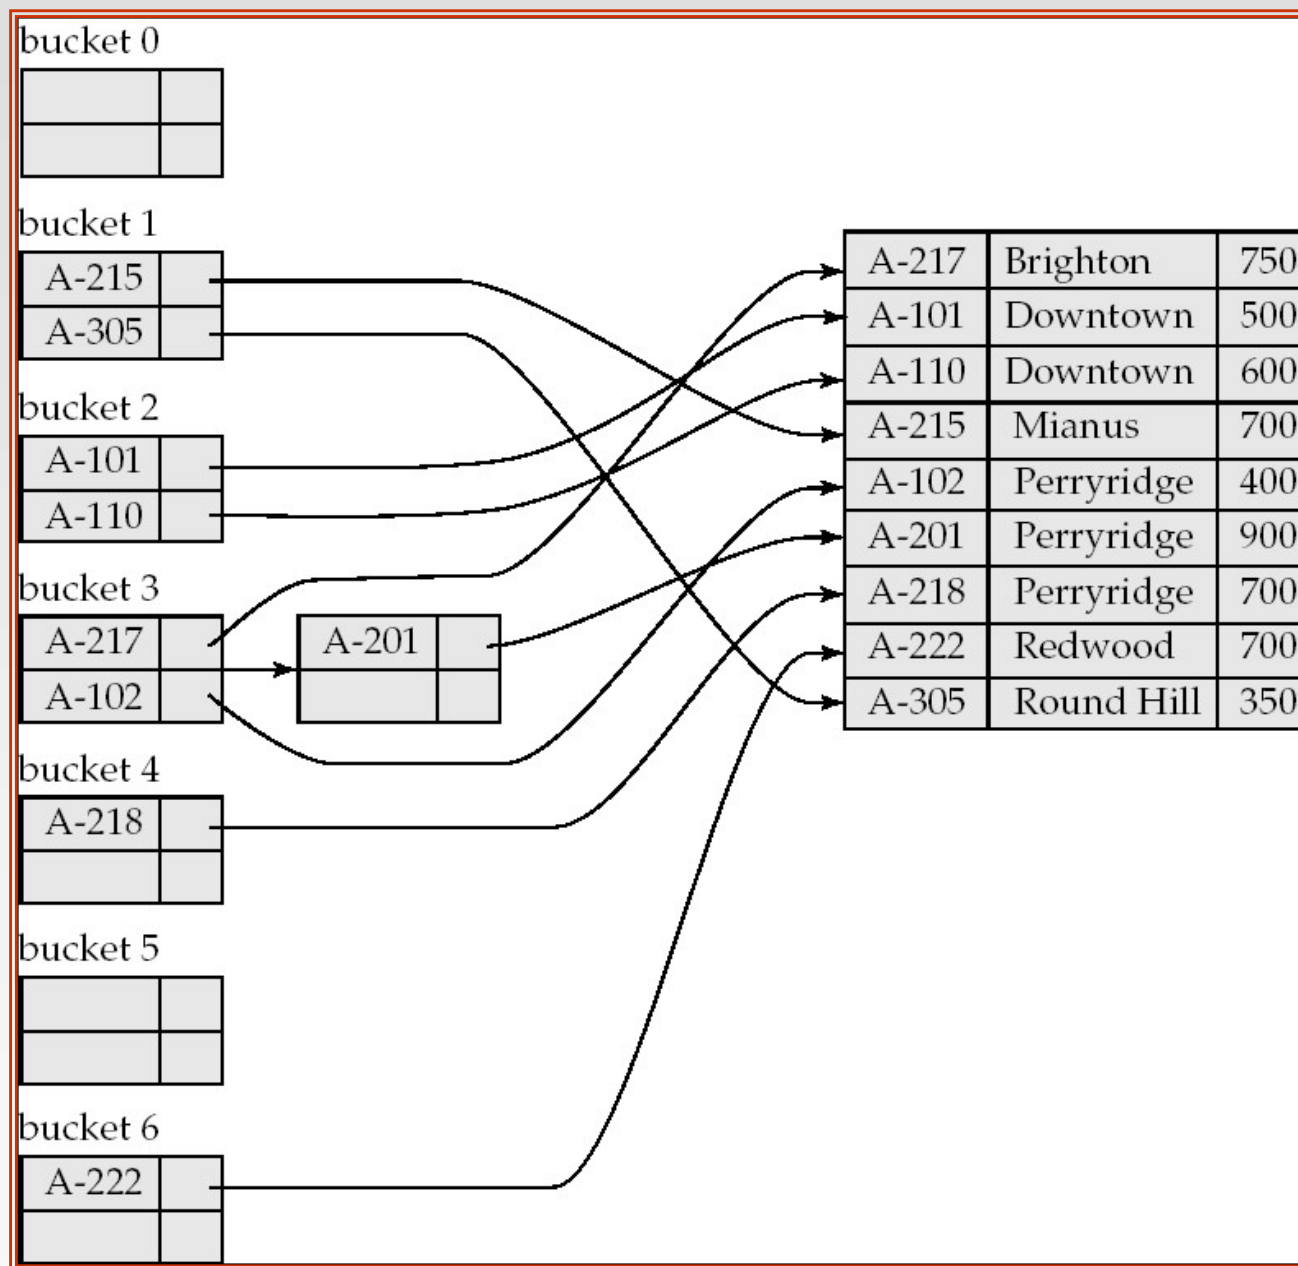 bucket 0
bucket 1
A-215
A-305
bucket 2
A-101
A-110
bucket 3
A-217
A-102
A-201
bucket 4
A-218
bucket 5
bucket 6
A-222
A-217 Brighton 750
A-101 Downtown 500
A-110 Downtown 600
A-215 Mianus 700
A-102 Perryridge 400
A-201 Perryridge 900
A-218 Perryridge 700
A-222 Redwood 700
A-305 Round Hill 350